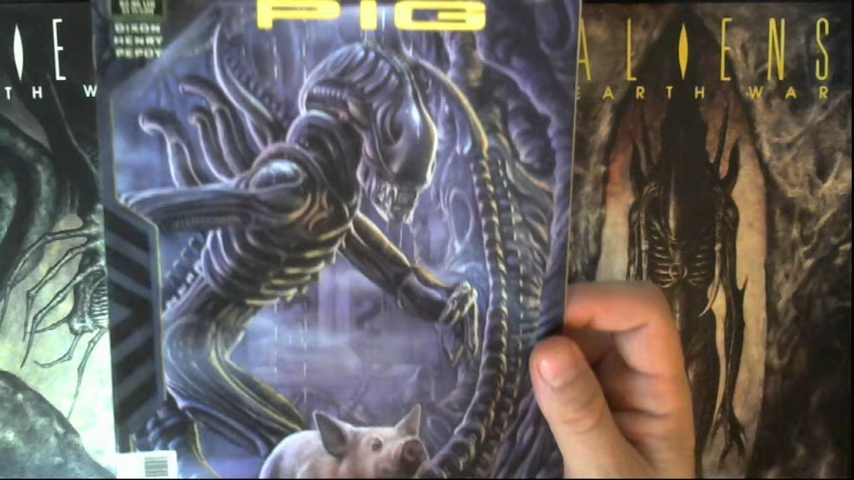 PIG
DIXON
HENRY
PEPOY
E
TH W
ALIENS
EARTH WAR